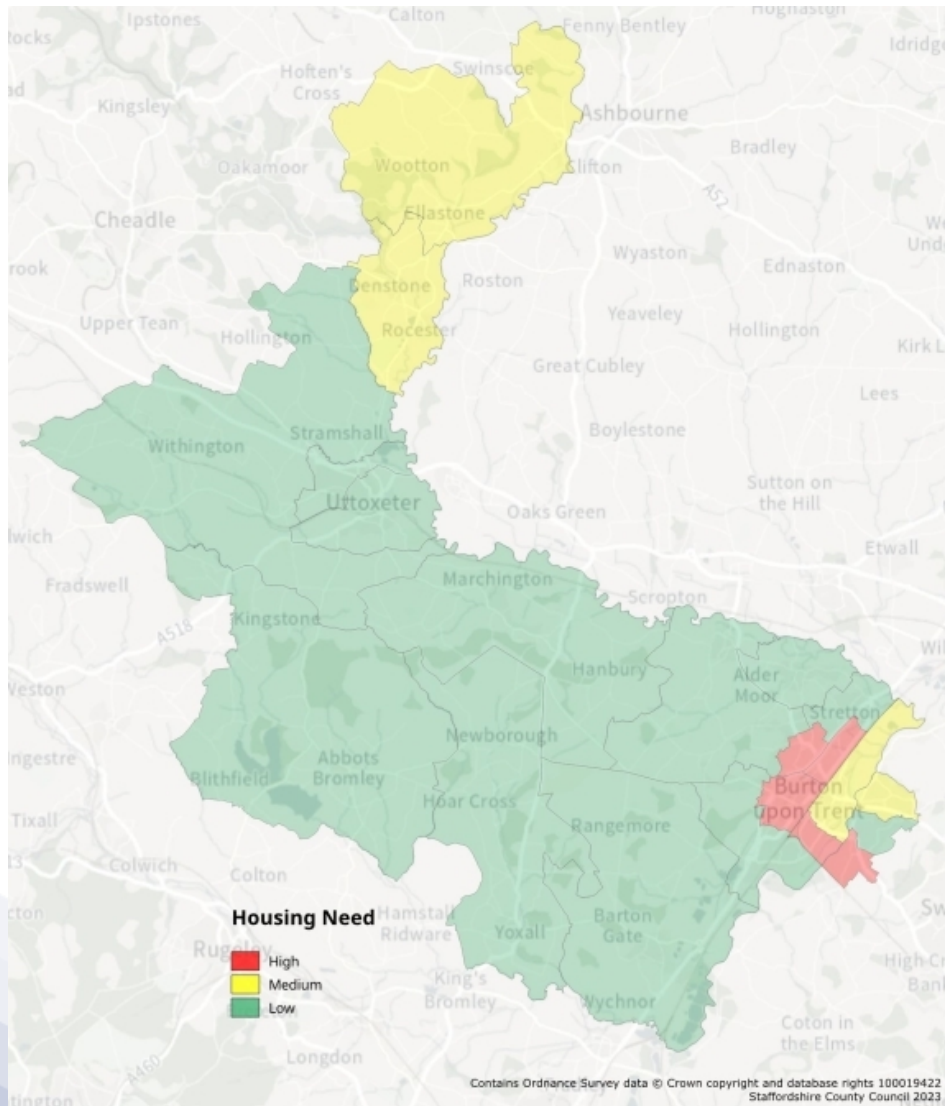 Ipstones
Calton
Fenny Bentley
Hognaston
Hoften's
Cross
Swinscoe
Kingsley
Ashbourne
Bradley
Oakamoor
Wootton
Clifton
A52
Cheadle
Ellastone
Wyaston
Ednaston
Denstone
Roston
Yeaveley
Upper Tean
Hollington
Rocester
Hollington
Great Cubley
Lees
Withington
Stramshall
Boylestone
Sutton on
the Hill
Uttoxeter
Oaks Green
Etwall
Fradswell
Marchington
Scropton
Kingstone
A518
Hanbury
Alder
Moor
Weston
Stretton
Newborough
Abbots
Bromley
Blithfield
Burton
upon Trent
Hoar Cross
Tixall
Rangemore
Colwich
Colton
Housing Need
Hamstall
Ridware
Yoxall
Barton
Gate
Rugeley
High
Medium
Low
King's
Bromley
Wychnor
Coton in
the Elms
Longdon
A460
Contains Ordnance Survey data © Crown copyright and database rights 100019422
Staffordshire County Council 2023